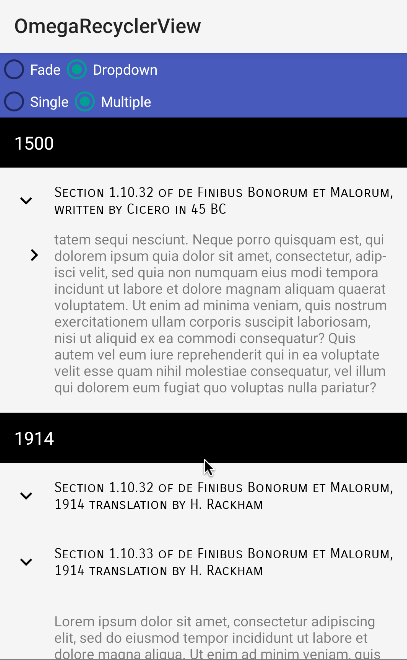 OmegaRecyclerView
Fade Dropdown
Single Multiple
1500
Section 1.10.32 of de Finibus Bonorum et Malorum,
written by Cicero in 45 BC
tatem sequi nesciunt. Neque porro quisquam est, qui
dolorem ipsum quia dolor sit amet, consectetur, adip-
isci velit, sed quia non numquam eius modi tempora
incidunt ut labore et dolore magnam aliquam quaerat
voluptatem. Ut enim ad minima veniam, quis nostrum
exercitationem ullam corporis suscipit laboriosam,
nisi ut aliquid ex ea commodi consequatur? Quis
autem vel eum iure reprehenderit qui in ea voluptate
velit esse quam nihil molestiae consequatur, vel illum
qui dolorem eum fugiat quo voluptas nulla pariatur?
1914
Section 1.10.32 of de Finibus Bonorum et Malorum,
1914 translation by H. Rackham
Section 1.10.33 of de Finibus Bonorum et Malorum,
1914 translation by H. Rackham
Lorem ipsum dolor sit amet, consectetur adipiscing
elit, sed do eiusmod tempor incididunt ut labore et
dolore magna aliqua. Ut enim ad minim veniam, quis